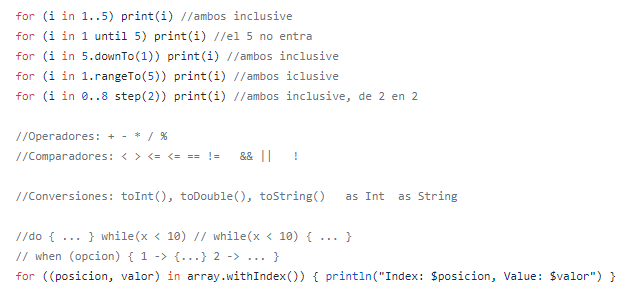 for (i in 1..5) print(i) //ambos inclusive
for (i in 1 until 5) print(i) //el 5 no entra
for (i in 5.downTo(1)) print(i) //ambos inclusive
for (i in 1.rangeTo(5)) print(i) //ambos iclusive
for (i in 0..8 step(2)) print(i) //ambos inclusive, de 2 en 2
//Operadores: + - * / %
//Comparadores: < > <= <= == != && || !
//Conversiones: toInt(), toDouble(), toString() as Int as String
//do { ... } while(x < 10) // while(x < 10) { ... }
// when (opcion) { 1 -> {...} 2 -> ... }
for ((posicion, valor) in array.withIndex()) { println("Index: $posicion, Value: $valor") }